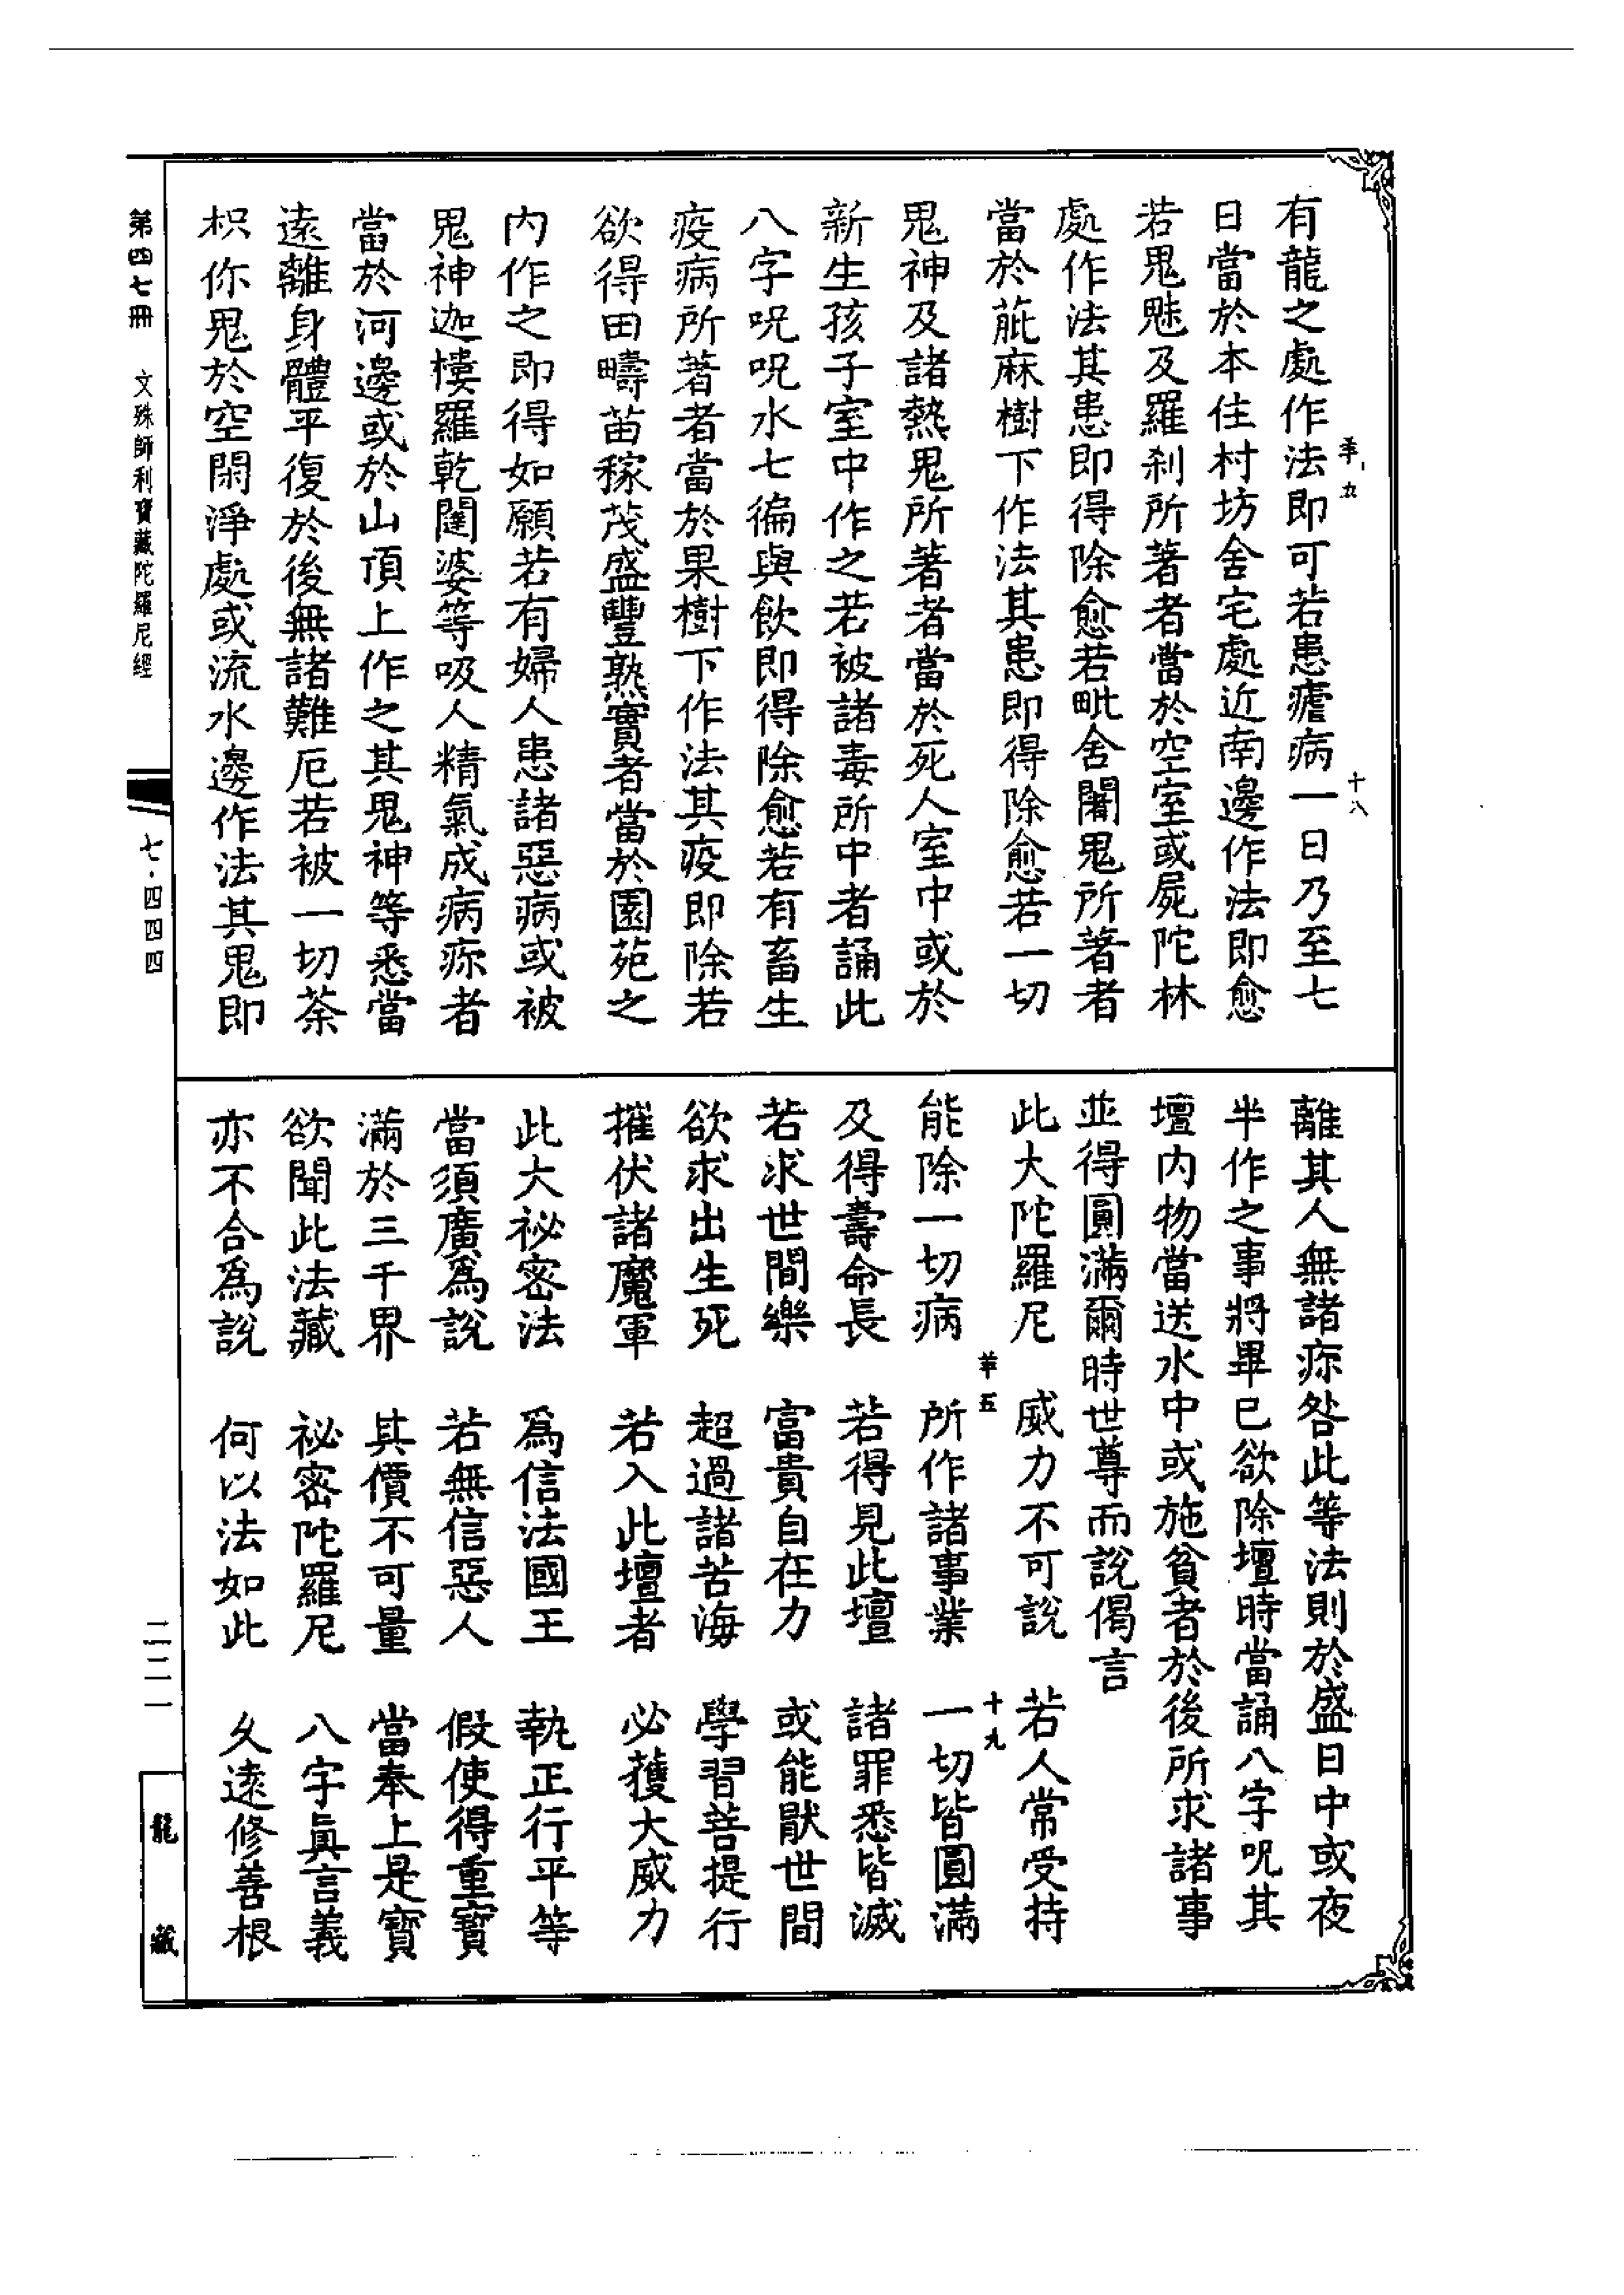 有龍之處作法即可若患瘧病一日乃至七
日當於本住村坊舍宅處近南邊作法即愈
若鬼魅及羅剎所著者當於空室或屍陀林
處作法其患即得除愈若毗舍闍鬼所著者
當於萞麻樹下作法其患即得除愈若一切
鬼神及諸熱鬼所著者當於死人室中或於
新生孩子室中作之若被諸毒所中者誦此
八字呪呪水七徧與飲即得除愈若有畜生
疫病所著者當於果樹下作法其疫即除若
欲得田疇苗稼茂盛豐熟實者當於園苑之
內作之即得如願若有婦人患諸惡病或被
鬼神迦樓羅乾闥婆等吸人精氣成病疢者
當於河邊或於山頂上作之其鬼神等悉當
遠離身體平復於後無諸難厄若被一切荼
枳你鬼於空閑淨處或流水邊作法其鬼即
離其人無諸疢咎此等法則於盛日中或夜
半作之事將畢已欲除壇時當誦八字呪其
壇內物當送水中或施貧者於後所求諸事
並得圓滿爾時世尊而說偈言
此大陀羅尼　威力不可說　若人常受持
能除一切病　所作諸事業　一切皆圓滿
及得壽命長　若得見此壇　諸罪悉皆滅
若求世間樂　富貴自在力　或能厭世間
欲求出生死　超過諸苦海　學習菩提行
摧伏諸魔軍　若入此壇者　必獲大威力
此大祕密法　為信法國王　執正行平等
當須廣為說　若無信惡人　假使得重寶
滿於三千界　其價不可量　當奉上是寶
欲聞此法藏　祕密陀羅尼　八字真言義
亦不合為說　何以法如此　久遠修善根
第四七冊　文殊師利寶藏陀羅尼經
七·四四四
二二一
龍藏
十八
華五
十九